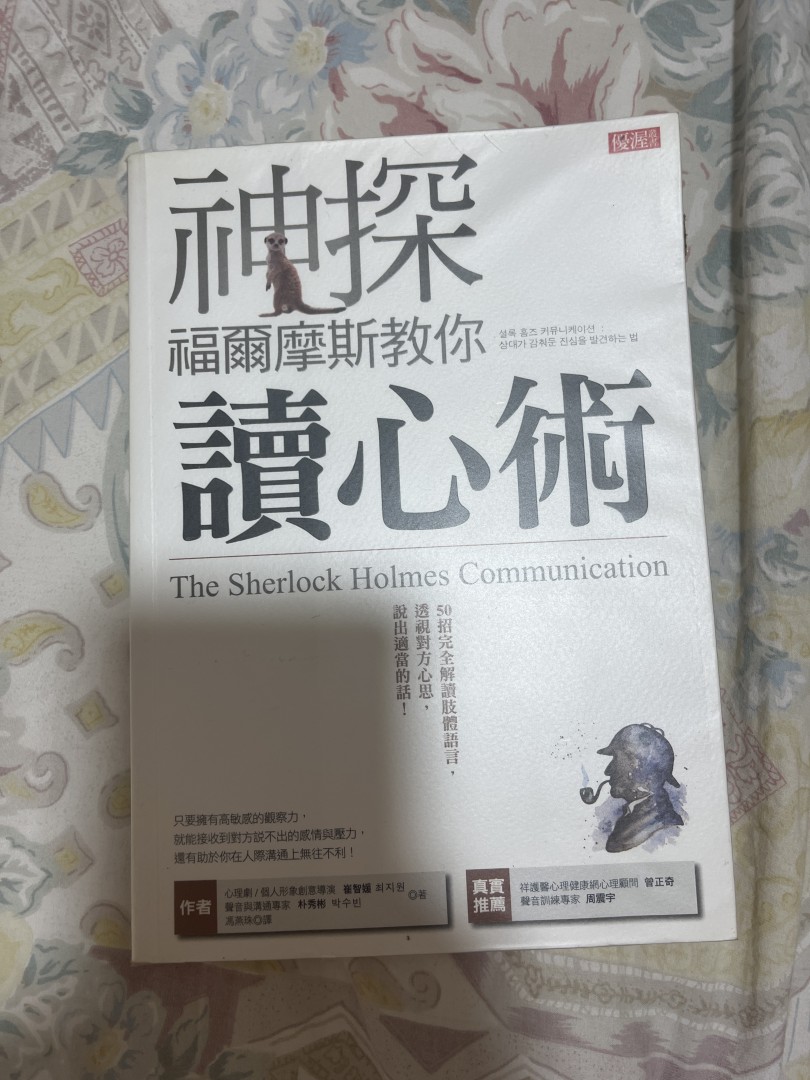 優渥叢書
神探
福爾摩斯教你
셜록 홈즈 커뮤니케이션 :
상대가 감춰둔 진심을 발견하는 법
讀心術
The Sherlock Holmes Communication
50招完全解讀肢體語言，
透視對方心思，
說出適當的話！
只要擁有高敏感的觀察力，
就能接收到對方説不出的感情與壓力，
還有助於你在人際溝通上無往不利！
作者
心理劇/個人形象創意導演 崔智媛 최지원
聲音與溝通專家 朴秀彬 박수빈
◎著
馮燕珠◎譯
真實
推薦
祥護醫心理健康網心理顧問 曾正奇
聲音訓練專家 周震宇